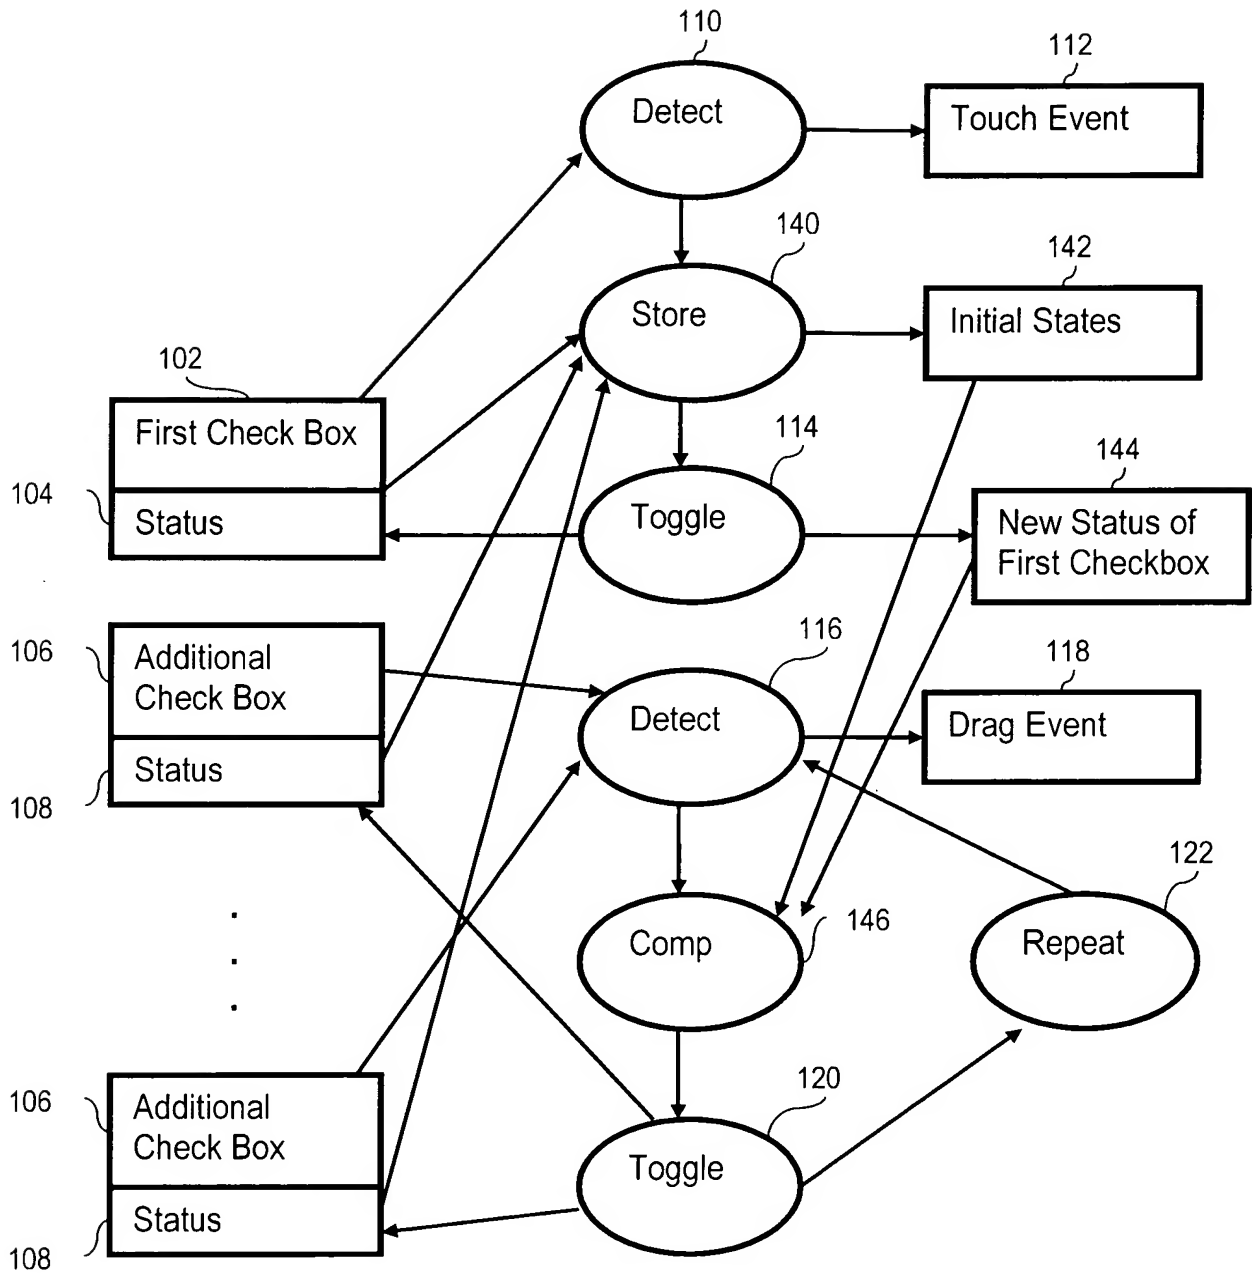 110
Detect
112
Touch Event
140
Store
142
Initial States
102
First Check Box
104
Status
114
Toggle
144
New Status of
First Checkbox
106
Additional
Check Box
108
Status
116
Detect
118
Drag Event
146
Comp
122
Repeat
.
.
.
106
Additional
Check Box
108
Status
120
Toggle